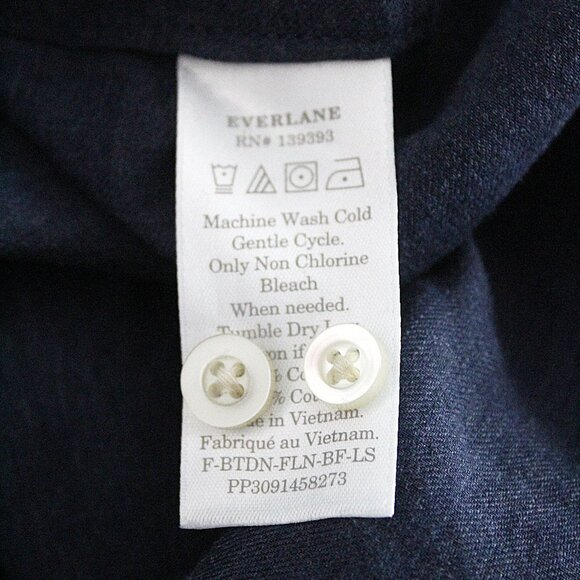 EVERLANE
RN# 139393
Machine Wash Cold
Gentle Cycle.
Only Non Chlorine
Bleach
When needed.
Tumble Dry
if
%
%
in Vietnam.
Fabriqué au Vietnam.
F-BTDN-FLN-BF-LS
PP3091458273